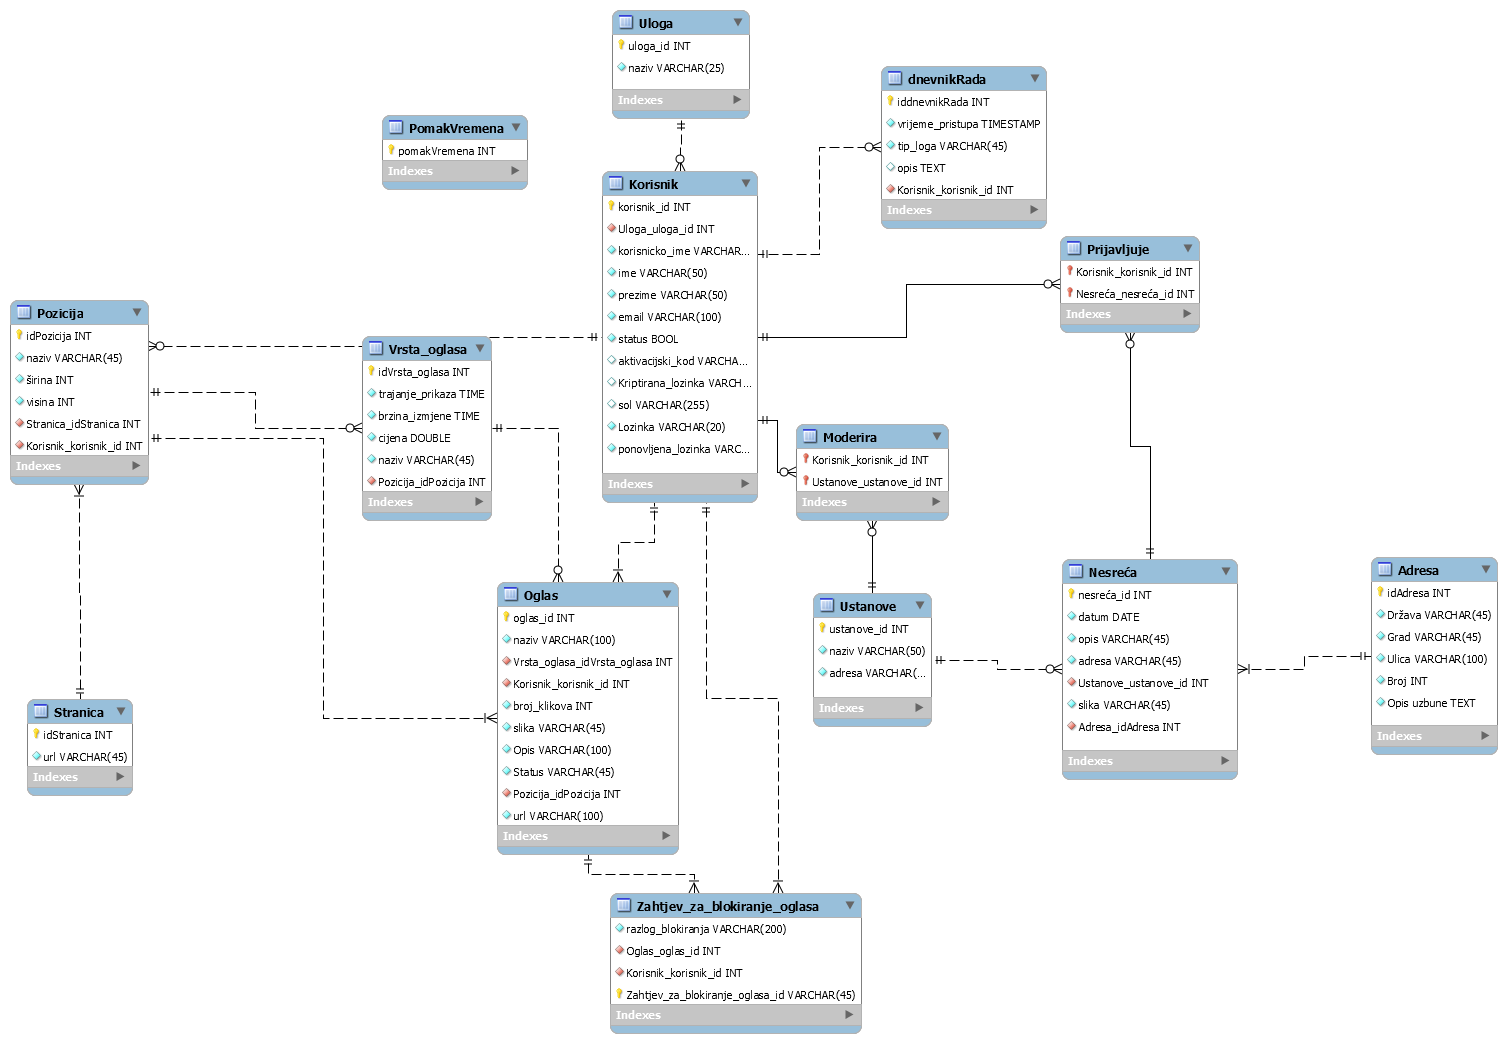 Uloga
uloga_id INT
naziv VARCHAR(25)
Indexes
dnevnikRada
iddnevnikRada INT
vrijeme_pristupa TIMESTAMP
tip_loga VARCHAR(45)
opis TEXT
Korisnik_korisnik_id INT
Indexes
PomakVremena
pomakVremena INT
Indexes
Korisnik
korisnik_id INT
Uloga_uloga_id INT
korisnicko_ime VARCHAR...
ime VARCHAR(50)
prezime VARCHAR(50)
email VARCHAR(100)
status BOOL
aktivacijski_kod VARCHA...
Kriptirana_lozinka VARCH...
sol VARCHAR(255)
Lozinka VARCHAR(20)
ponovljena_lozinka VARC...
Indexes
Prijavljuje
Korisnik_korisnik_id INT
Nesreća_nesreća_id INT
Indexes
Pozicija
idPozicija INT
naziv VARCHAR(45)
širina INT
visina INT
Stranica_idStranica INT
Korisnik_korisnik_id INT
Indexes
Vrsta_oglasa
idVrsta_oglasa INT
trajanje_prikaza TIME
brzina_izmjene TIME
cijena DOUBLE
naziv VARCHAR(45)
Pozicija_idPozicija INT
Indexes
Moderira
Korisnik_korisnik_id INT
Ustanove_ustanove_id INT
Indexes
Oglas
oglas_id INT
naziv VARCHAR(100)
Vrsta_oglasa_idVrsta_oglasa INT
Korisnik_korisnik_id INT
broj_klikova INT
slika VARCHAR(45)
Opis VARCHAR(100)
Status VARCHAR(45)
Pozicija_idPozicija INT
url VARCHAR(100)
Indexes
Ustanove
ustanove_id INT
naziv VARCHAR(50)
adresa VARCHAR(...
Indexes
Nesreća
nesreća_id INT
datum DATE
opis VARCHAR(45)
adresa VARCHAR(45)
Ustanove_ustanove_id INT
slika VARCHAR(45)
Adresa_idAdresa INT
Indexes
Adresa
idAdresa INT
Država VARCHAR(45)
Grad VARCHAR(45)
Ulica VARCHAR(100)
Broj INT
Opis uzbune TEXT
Indexes
Stranica
idStranica INT
url VARCHAR(45)
Indexes
Zahtjev_za_blokiranje_oglasa
razlog_blokiranja VARCHAR(200)
Oglas_oglas_id INT
Korisnik_korisnik_id INT
Zahtjev_za_blokiranje_oglasa_id VARCHAR(45)
Indexes